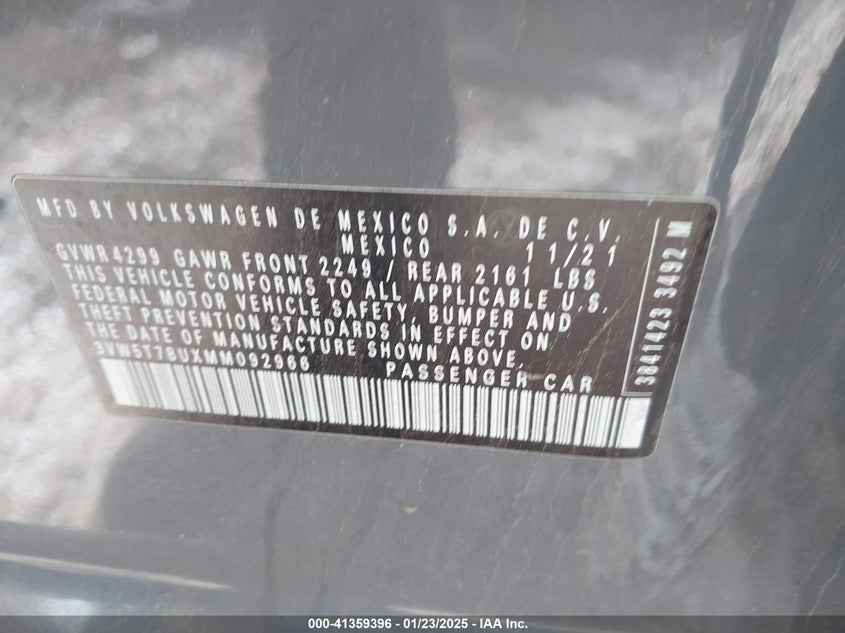 MFD BY VOLKSWAGEN DE MEXICO S.A. DE C.V.
MEXICO 11/21
GVWR4299 GAWR FRONT 2249 / REAR 2161 LBS
THIS VEHICLE CONFORMS TO ALL APPLICABLE U.S.
FEDERAL MOTOR VEHICLE SAFETY, BUMPER AND
THEFT PREVENTION STANDARDS IN EFFECT ON
THE DATE OF MANUFACTURE SHOWN ABOVE.
3VW5T7BUXMM092966 PASSENGER CAR
3841423 3492 M
000-41359396 - 01/23/2025 - IAA Inc.